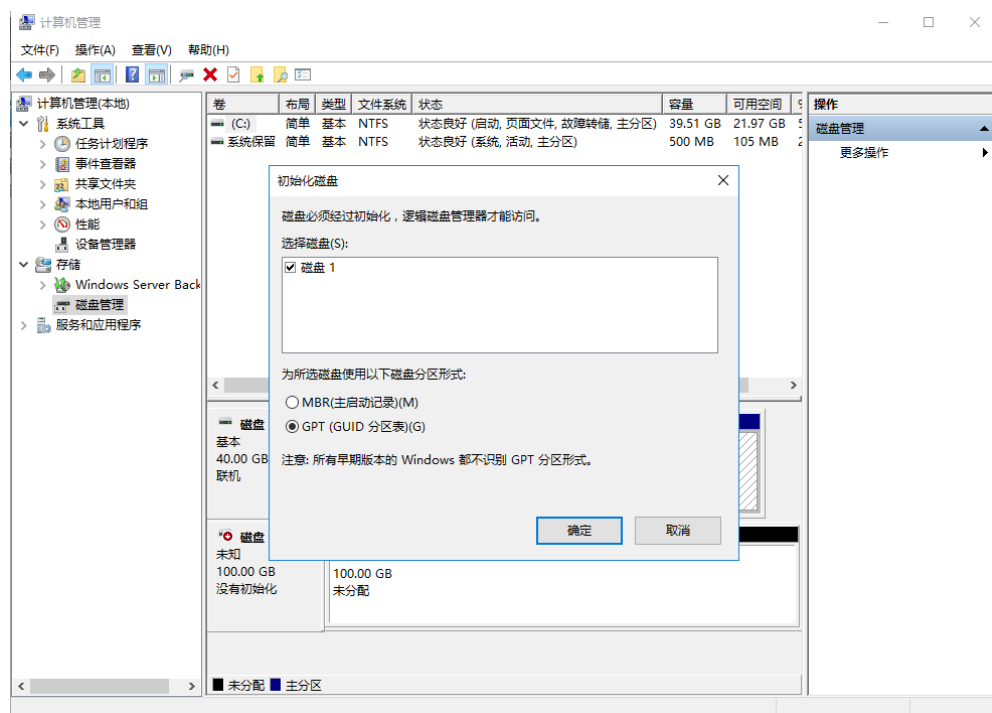 计算机管理
文件(F) 操作(A) 查看(V) 帮助(H)
计算机管理(本地)
系统工具
任务计划程序
事件查看器
共享文件夹
本地用户和组
性能
设备管理器
存储
Windows Server Back
磁盘管理
服务和应用程序
卷 布局 类型 文件系统 状态 容量 可用空间
(C:) 简单 基本 NTFS 状态良好 (启动, 页面文件, 故障转储, 主分区) 39.51 GB 21.97 GB
系统保留 简单 基本 NTFS 状态良好 (系统, 活动, 主分区) 500 MB 105 MB
初始化磁盘
磁盘必须经过初始化，逻辑磁盘管理器才能访问。
选择磁盘(S):
磁盘 1
为所选磁盘使用以下磁盘分区形式:
MBR(主启动记录)(M)
GPT (GUID 分区表)(G)
注意: 所有早期版本的 Windows 都不识别 GPT 分区形式。
确定 取消
磁盘
基本
40.00 GB
联机
磁盘
未知
100.00 GB
没有初始化
100.00 GB
未分配
未分配 主分区
操作
磁盘管理
更多操作